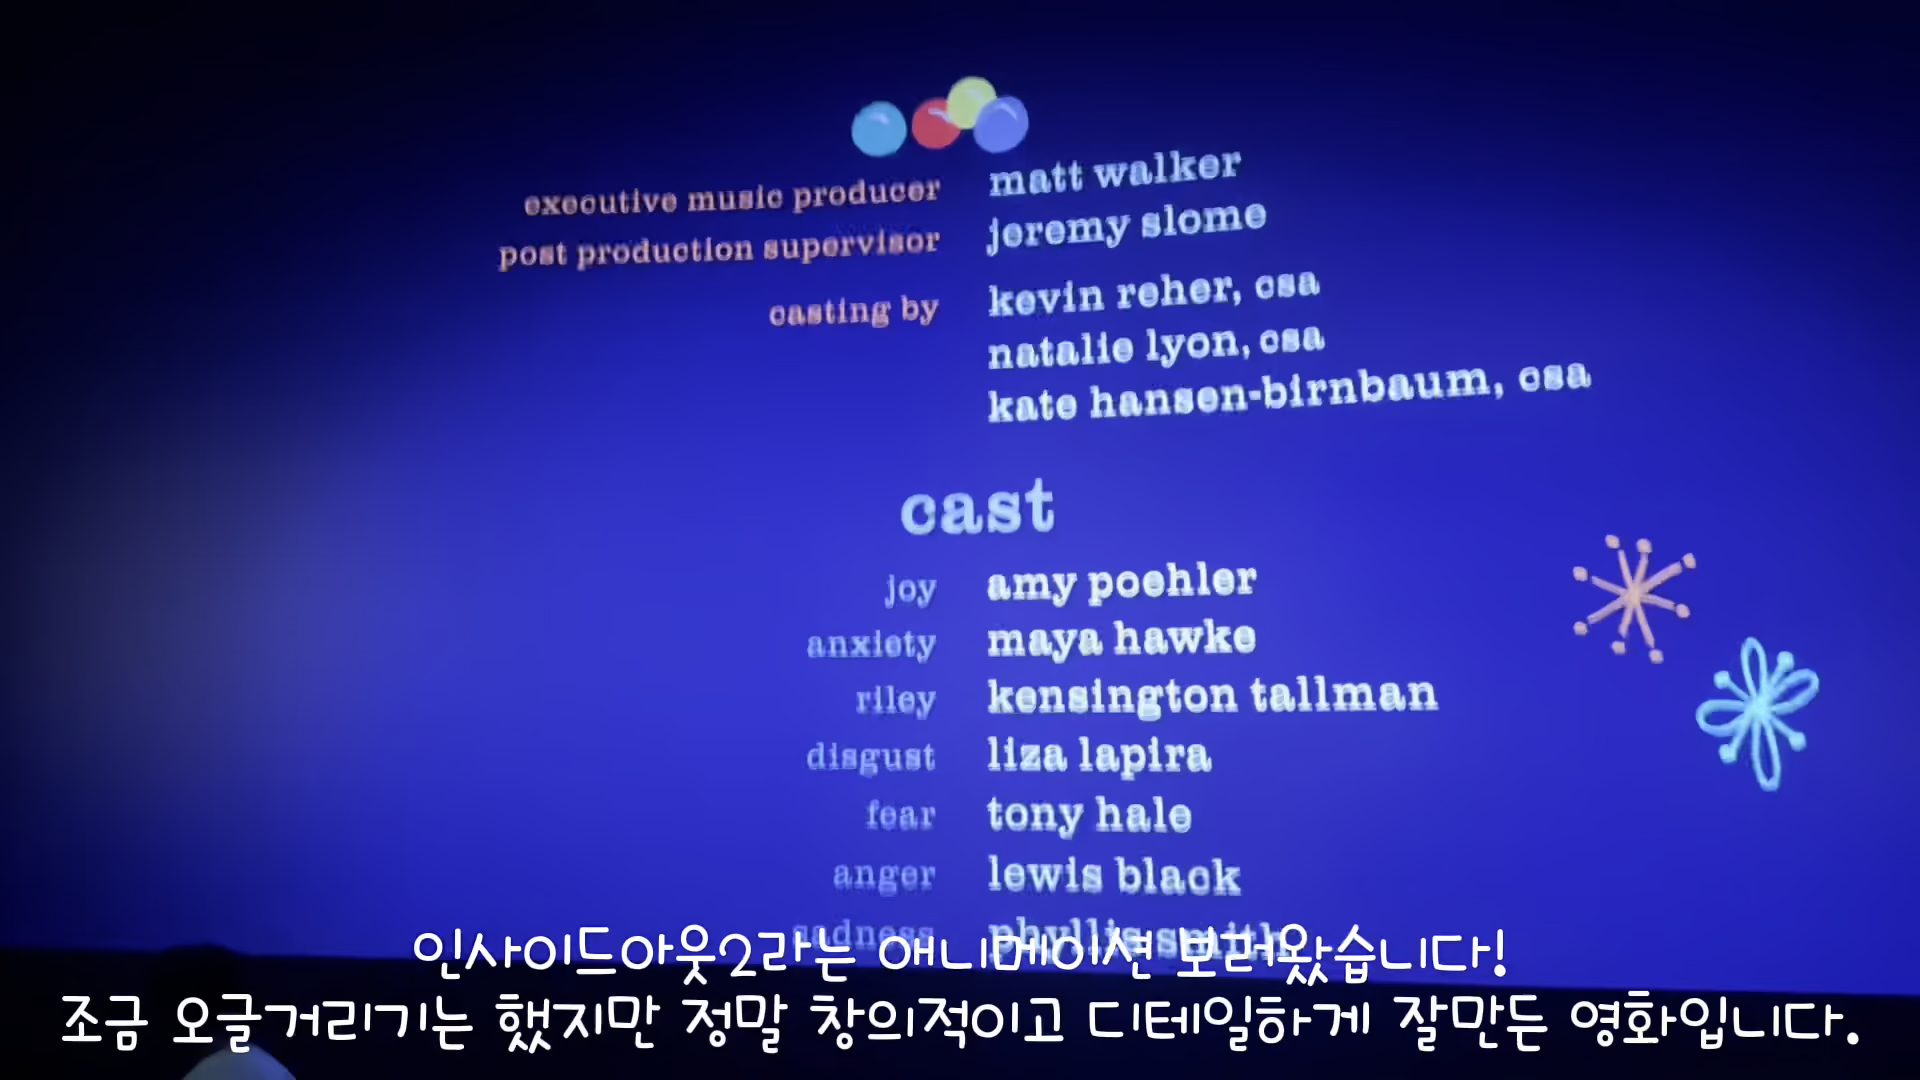 executive music producer matt walker
post production supervisor jeremy slome
casting by kevin reher, csa
natalie lyon, csa
kate hansen-birnbaum, csa
cast
joy amy poehler
anxiety maya hawke
riley kensington tallman
disgust liza lapira
fear tony hale
anger lewis black
sadness phyllis smith
인사이드아웃2라는 애니메이션 보러왔습니다!
조금 오글거리기는 했지만 정말 창의적이고 디테일하게 잘만든 영화입니다.